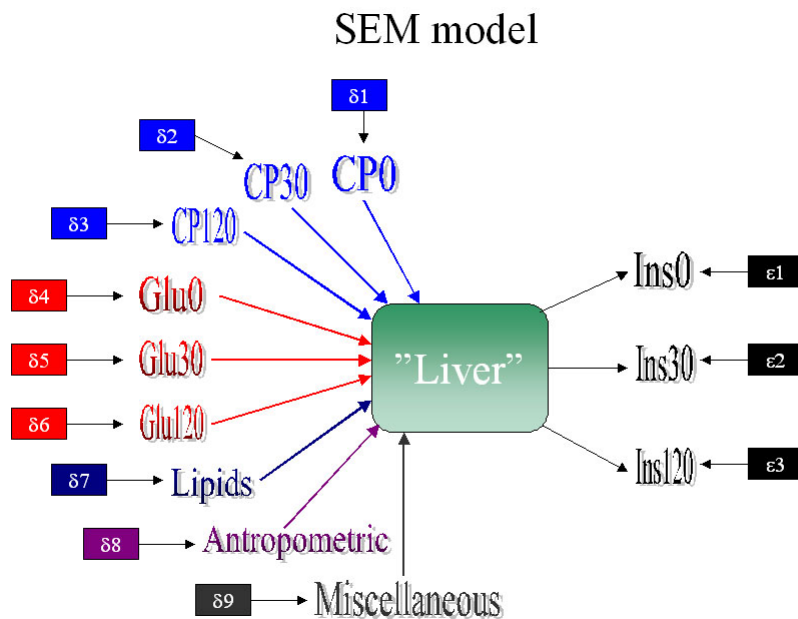 SEM model
δ1
δ2
CP30
CP0
δ3
CP120
δ4
Glu0
δ5
Glu30
δ6
Glu120
δ7
Lipids
δ8
Antropometric
δ9
Miscellaneous
”Liver”
Ins0
ε1
Ins30
ε2
Ins120
ε3